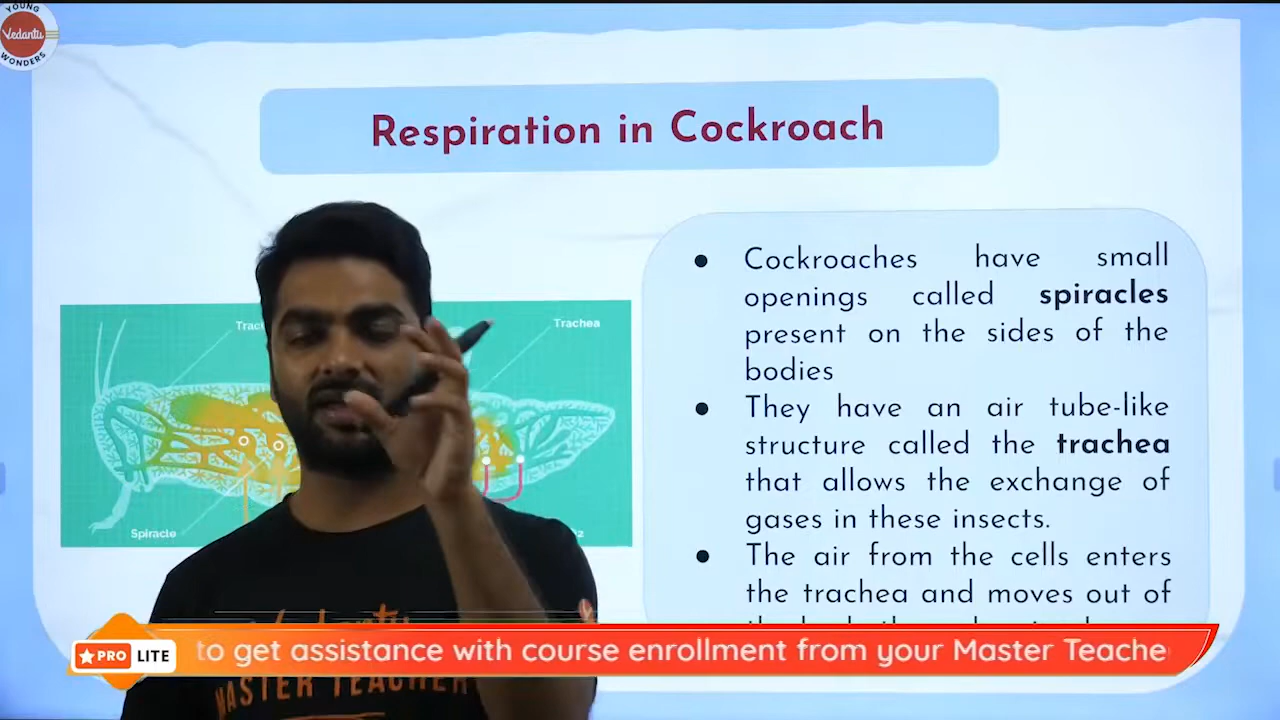 YOUNG
Vedantu
WONDERS
Respiration in Cockroach
Trachea
Spiracle
Cockroaches have small
openings called spiracles
present on the sides of the
bodies
They have an air tube-like
structure called the trachea
that allows the exchange of
gases in these insects.
The air from the cells enters
the trachea and moves out of
PRO LITE
to get assistance with course enrollment from your Master Teache
MASTER TEACHER